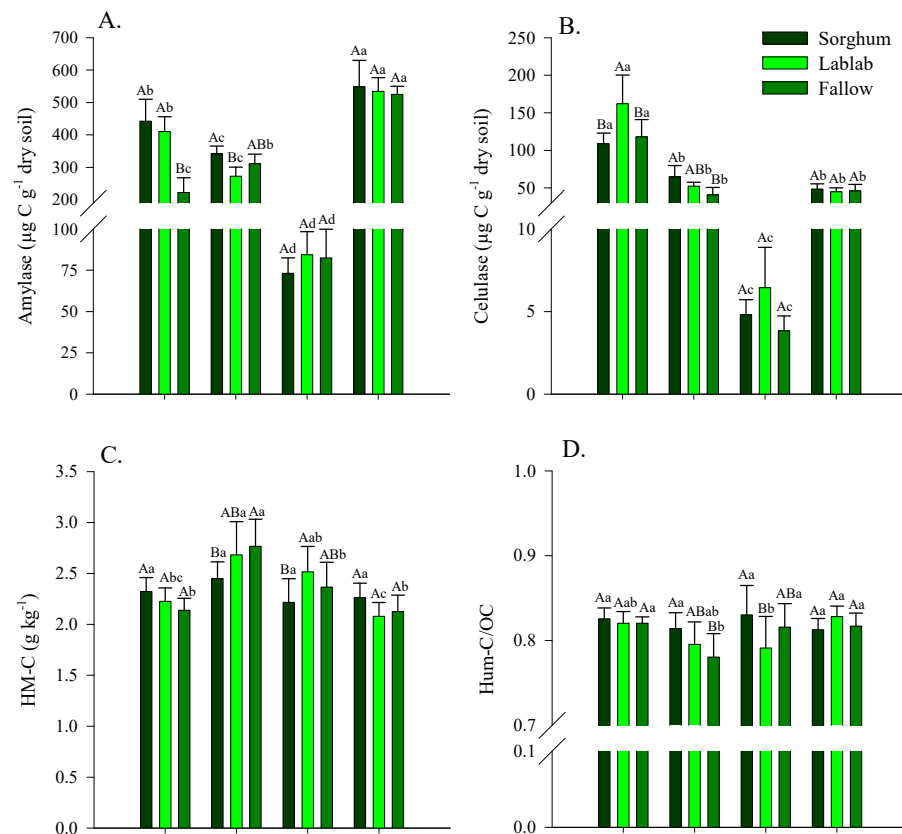 A.
700
600
500
400
300
200
100
75
50
25
0
Amylase (µg C g⁻¹ dry soil)
Ab Ab Bc
Ac Bc ABb
Ad Ad Ad
Aa Aa Aa
B.
250
200
150
100
50
10
5
0
Celulase (µg C g⁻¹ dry soil)
Sorghum
Lablab
Fallow
Ba Aa Ba
Ab ABb Bb
Ac Ac Ac
Ab Ab Ab
C.
3.5
3.0
2.5
2.0
1.5
1.0
0.5
0.0
HM-C (g kg⁻¹)
Aa Abc Ab
Ba ABa Aa
Ba Aab ABb
Aa Ac Ab
D.
1.0
0.9
0.8
0.7
0.1
0.0
Hum-C/OC
Aa Aab Aa
Aa ABab Bb
Aa Bb ABa
Aa Aa Aa